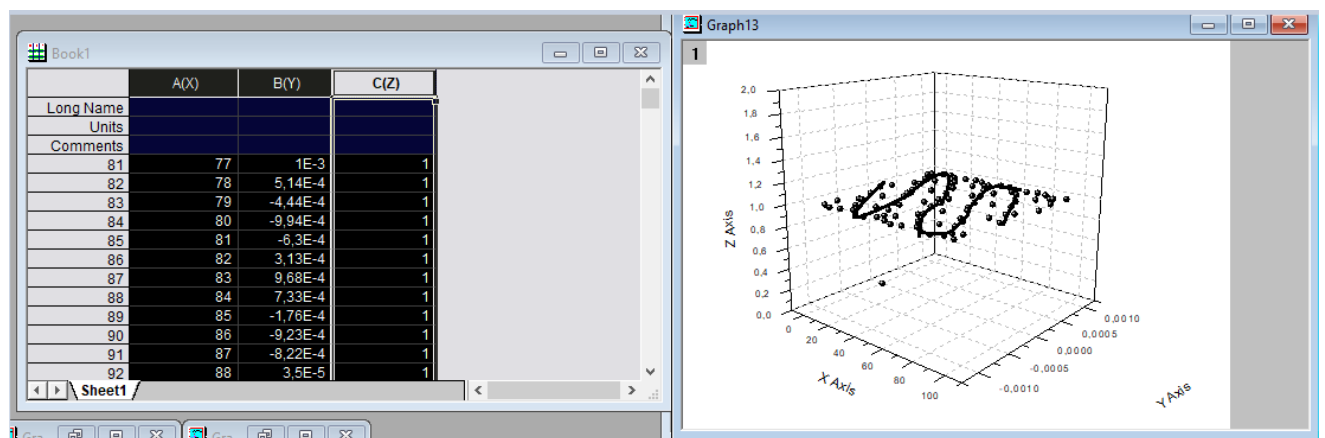 Book1
A(X) B(Y) C(Z)
Long Name
Units
Comments
81 77 1E-3 1
82 78 5,14E-4 1
83 79 -4,44E-4 1
84 80 -9,94E-4 1
85 81 -6,3E-4 1
86 82 3,13E-4 1
87 83 9,68E-4 1
88 84 7,33E-4 1
89 85 -1,76E-4 1
90 86 -9,23E-4 1
91 87 -8,22E-4 1
92 88 3,5E-5 1
Sheet1
Graph13
1
2,0
1,8
1,6
1,4
1,2
1,0
0,8
0,6
0,4
0,2
0,0
Z Axis
0
20
40
60
80
100
X Axis
-0,0010
-0,0005
0,0000
0,0005
0,0010
Y Axis